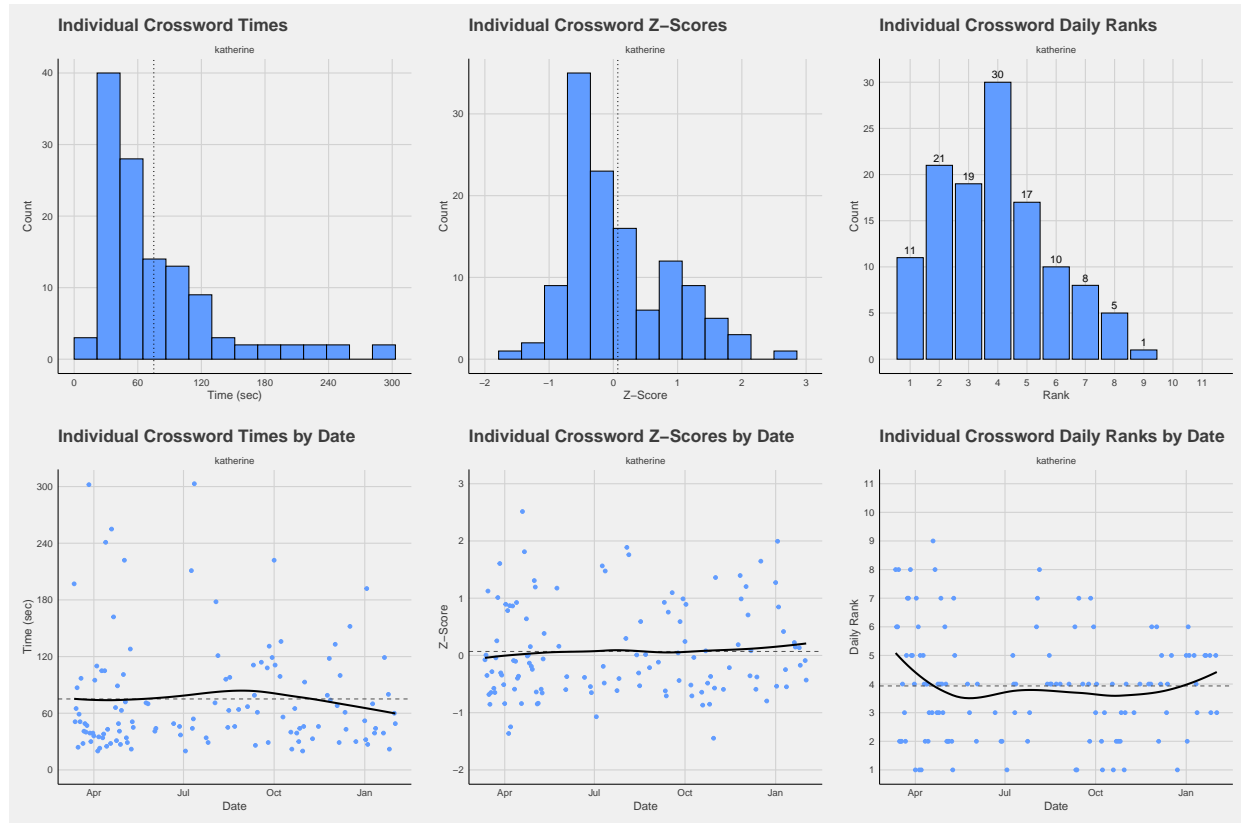 Individual Crossword Times
katherine
40
30
20
10
0
Count
0 60 120 180 240 300
Time (sec)
Individual Crossword Z−Scores
katherine
30
20
10
0
Count
−2 −1 0 1 2 3
Z−Score
Individual Crossword Daily Ranks
katherine
30
25
20
15
10
5
0
Count
11 21 19 30 17 10 8 5 1
1 2 3 4 5 6 7 8 9 10 11
Rank
Individual Crossword Times by Date
katherine
300
240
180
120
60
0
Time (sec)
Apr Jul Oct Jan
Date
Individual Crossword Z−Scores by Date
katherine
3
2
1
0
−1
−2
Z−Score
Apr Jul Oct Jan
Date
Individual Crossword Daily Ranks by Date
katherine
11
10
9
8
7
6
5
4
3
2
1
Daily Rank
Apr Jul Oct Jan
Date